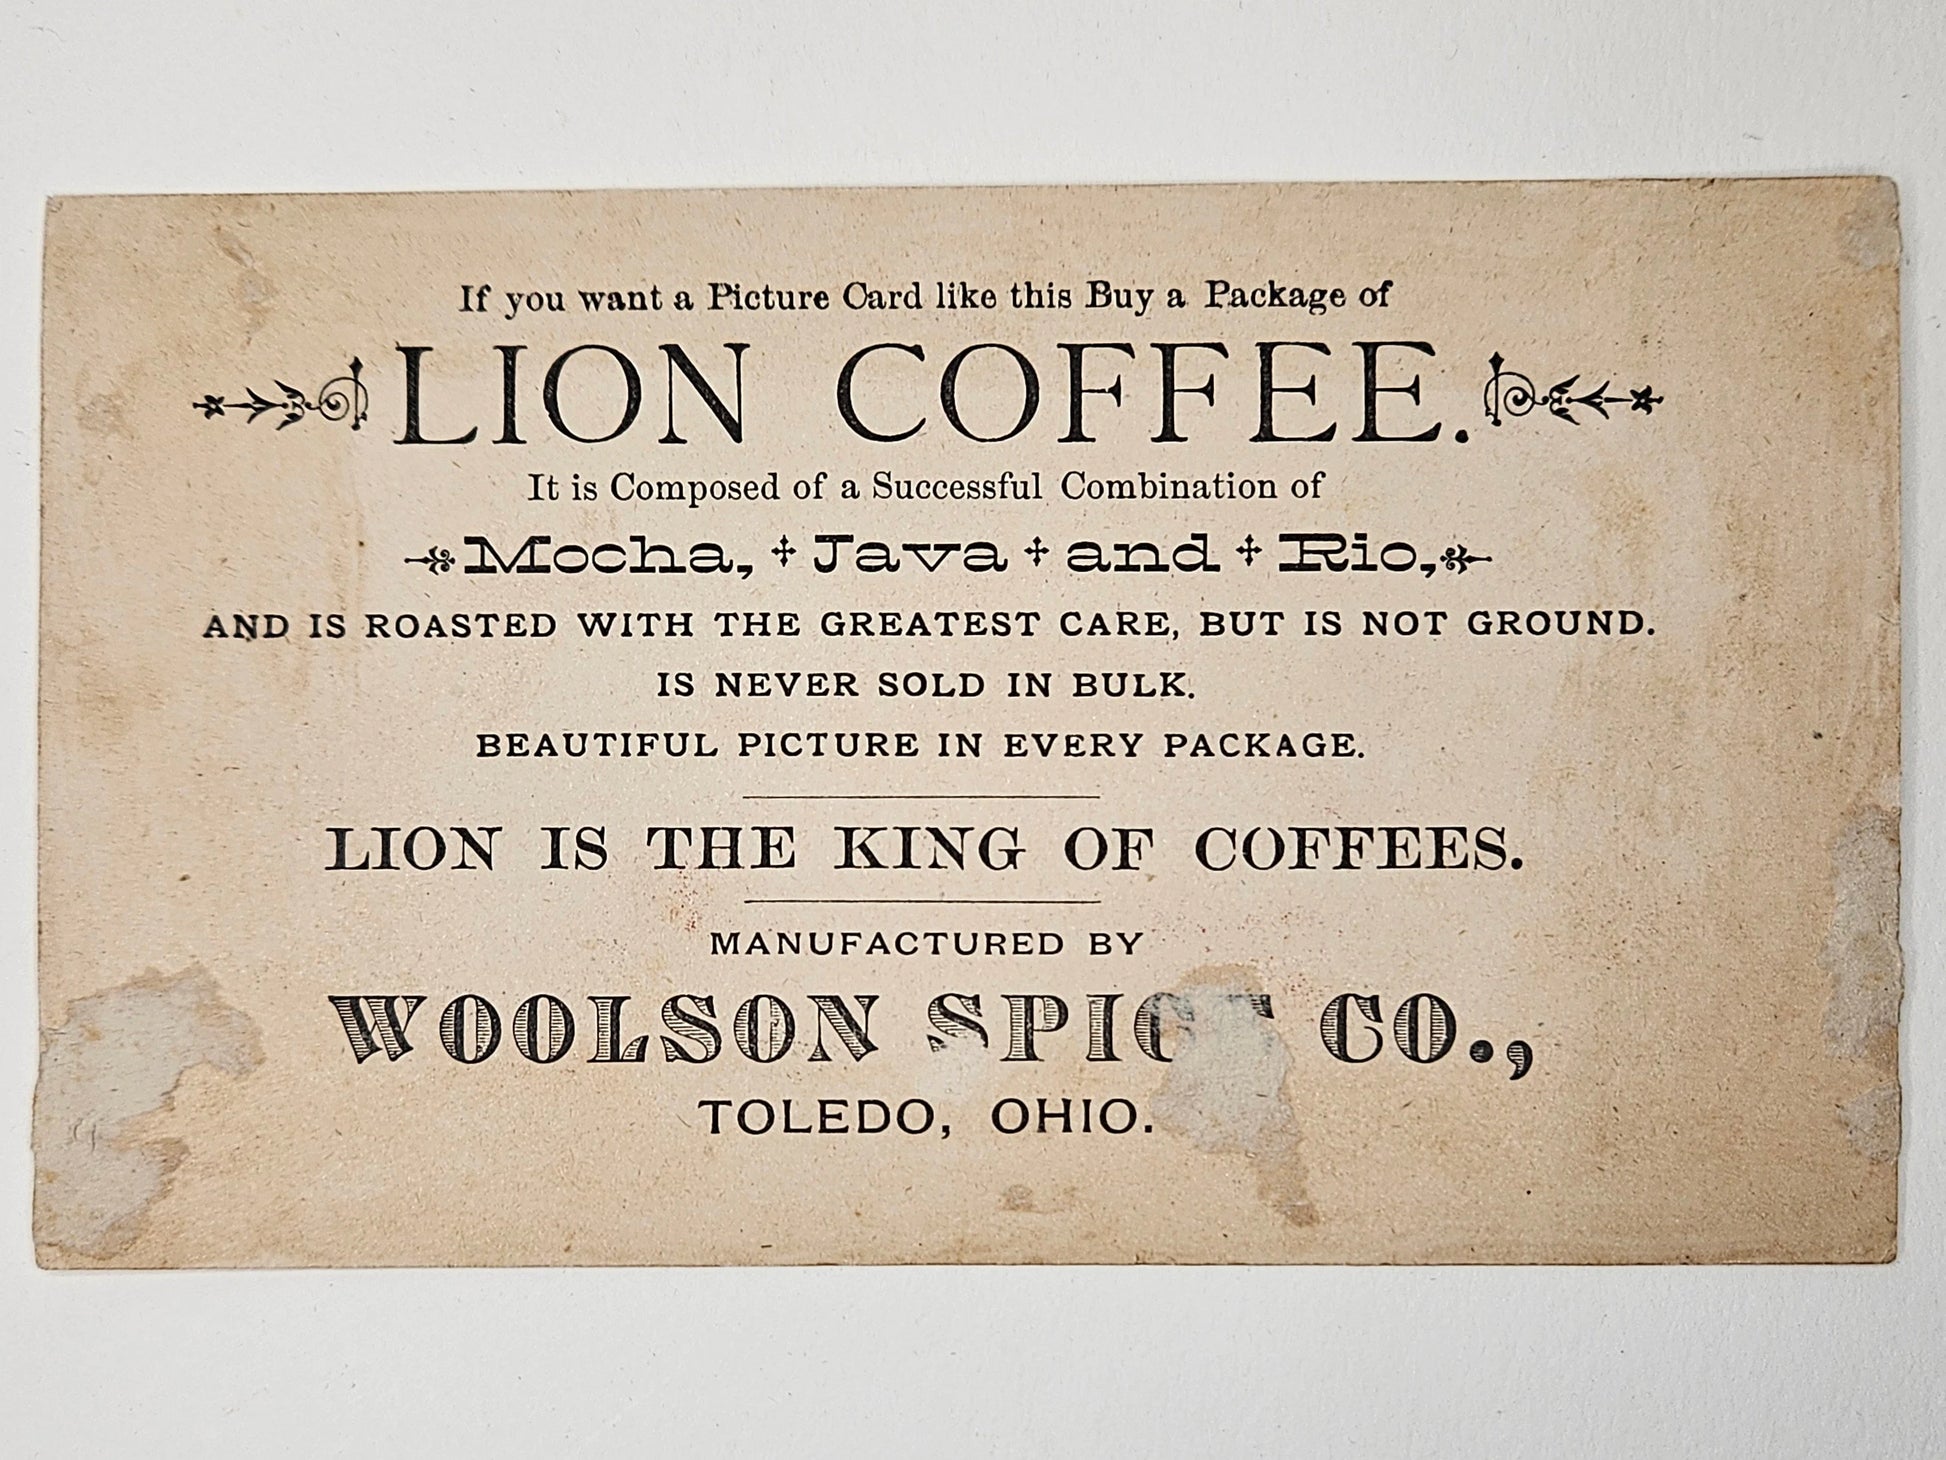 If you want a Picture Card like this Buy a Package of
LION COFFEE.
It is Composed of a Successful Combination of
Mocha, Java and Rio,
AND IS ROASTED WITH THE GREATEST CARE, BUT IS NOT GROUND.
IS NEVER SOLD IN BULK.
BEAUTIFUL PICTURE IN EVERY PACKAGE.
LION IS THE KING OF COFFEES.
MANUFACTURED BY
WOOLSON SPICE CO.,
TOLEDO, OHIO.